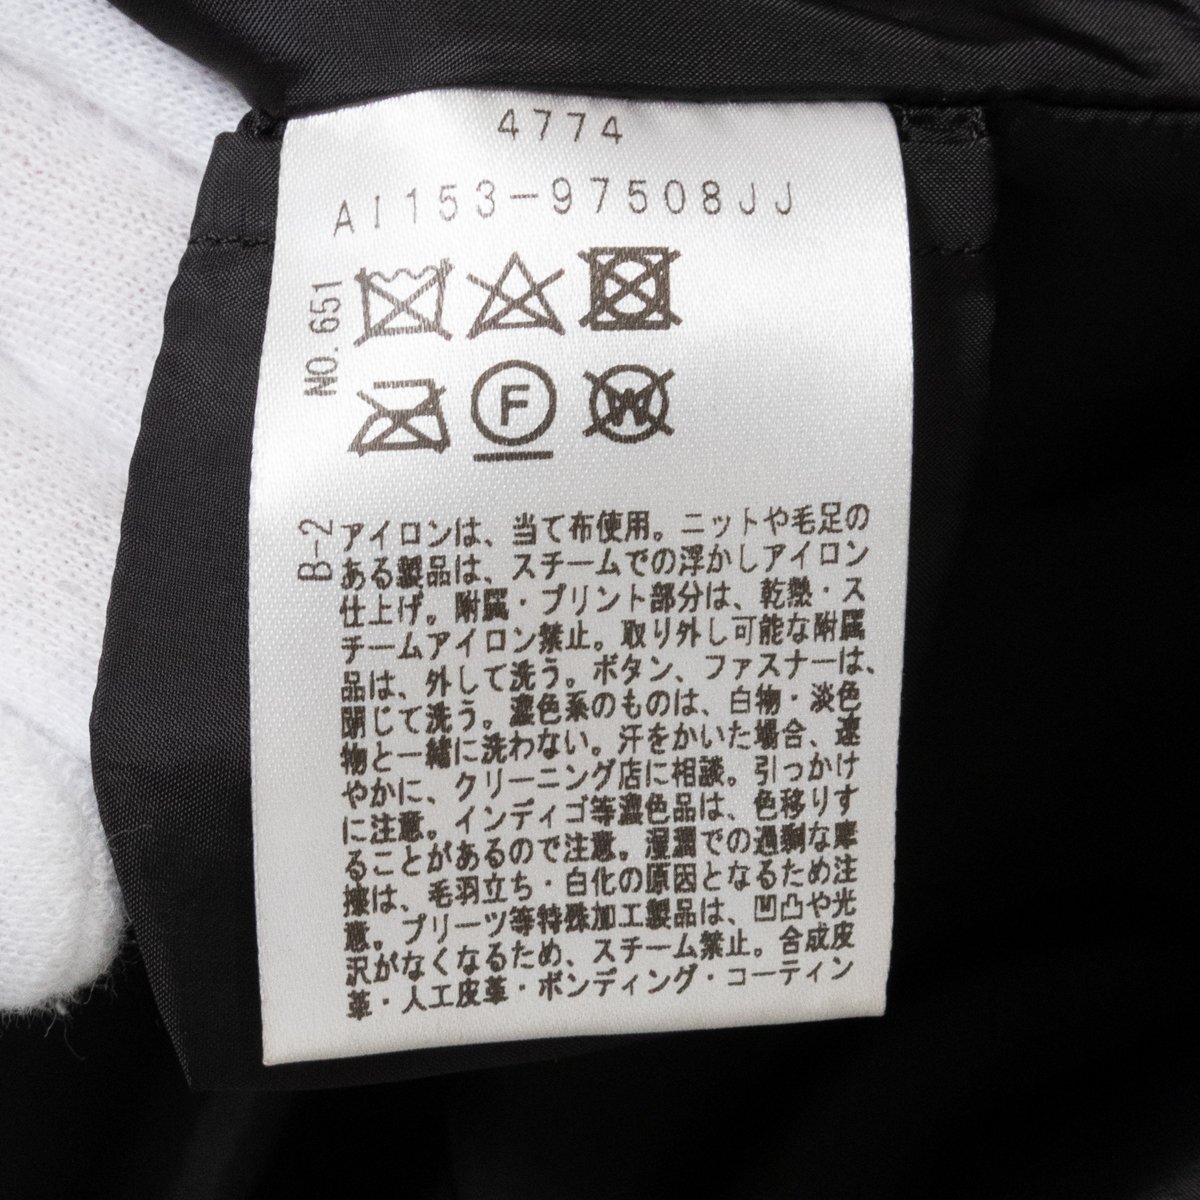 4774
AI153-97508JJ
NO.651
F
W
B-2
アイロンは、当て布使用。ニットや毛足の
ある製品は、スチームでの浮かしアイロン
仕上げ。附属・プリント部分は、乾熱・ス
チームアイロン禁止。取り外し可能な附属
品は、外して洗う。ボタン、ファスナーは、
閉じて洗う。濃色系のものは、白物・淡色
物と一緒に洗わない。汗をかいた場合、速
やかに、クリーニング店に相談。引っかけ
に注意。インディゴ等濃色品は、色移りす
ることがあるので注意。湿潤での過剰な摩
擦は、毛羽立ち・白化の原因となるため注
意。プリーツ等特殊加工製品は、凹凸や光
沢がなくなるため、スチーム禁止。合成皮
革・人工皮革・ボンディング・コーティン